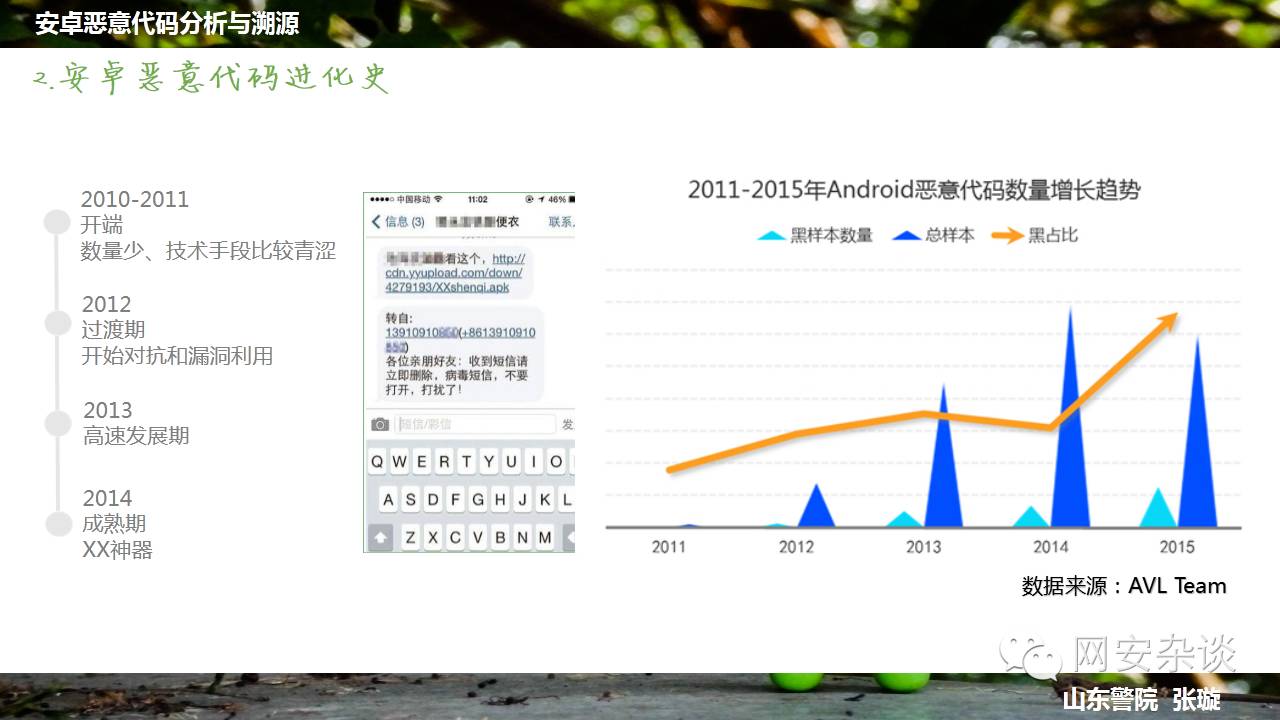 安卓恶意代码分析与溯源
2.安卓恶意代码进化史
2010-2011
开端
数量少、技术手段比较青涩
2012
过渡期
开始对抗和漏洞利用
2013
高速发展期
2014
成熟期
XX神器
中国移动 11:02 46%
信息 (3) 便衣 联系
看这个，http://
cdn.yyupload.com/down/
4279193/XXshenqi.apk
转自:
13910910(+8613910910
)
各位亲朋好友：收到短信请
立即删除，病毒短信，不要
打开，打扰了！
短信/彩信 发
Q W E R T Y U I O
A S D F G H J K L
Z X C V B N M
2011-2015年Android恶意代码数量增长趋势
黑样本数量 总样本 黑占比
2011 2012 2013 2014 2015
数据来源：AVL Team
网安杂谈
山东警院 张璇